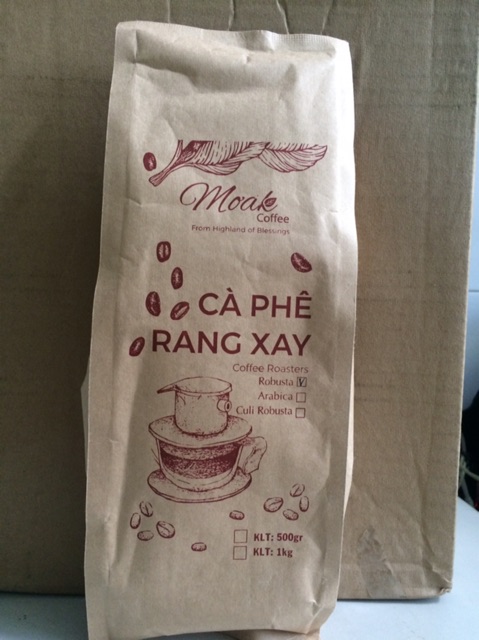 Moak
Coffee
From Highland of Blessings
CÀ PHÊ
RANG XAY
Coffee Roasters
Robusta
Arabica
Culi Robusta
KLT: 500gr
KLT: 1kg